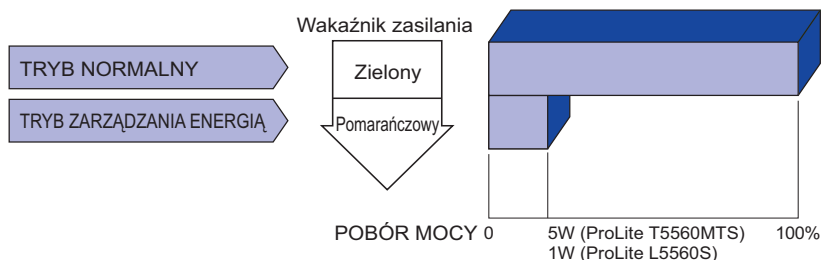 Wakaźnik zasilania
TRYB NORMALNY
Zielony
TRYB ZARZĄDZANIA ENERGIĄ
Pomarańczowy
POBÓR MOCY 0 5W (ProLite T5560MTS) 100%
1W (ProLite L5560S)